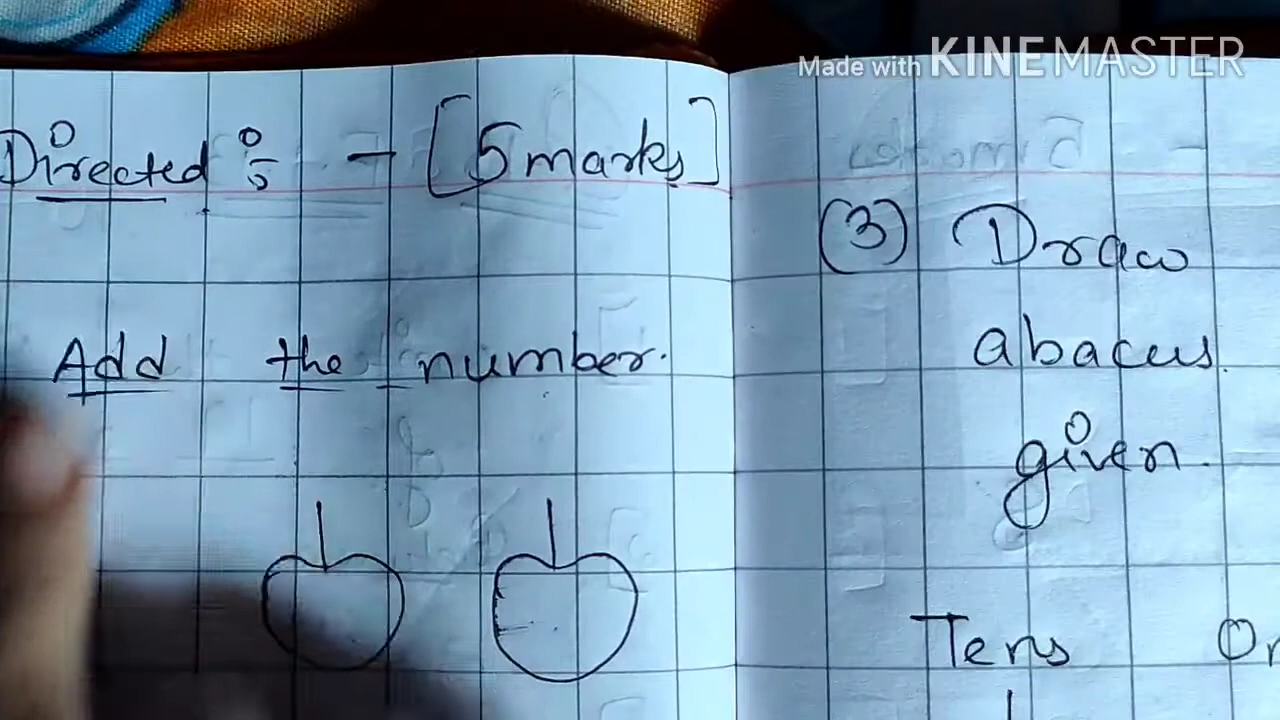 Made with KINEMASTER
Directed :- - [5 marks]
Add the number.
(3) Draw
abacus.
given.
Tens